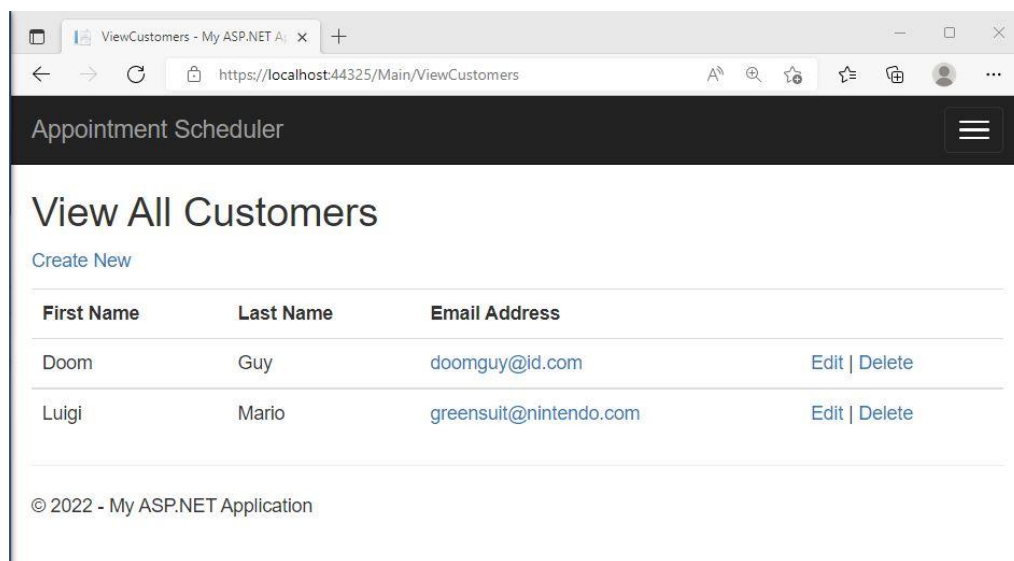 ViewCustomers - My ASP.NET A
https://localhost:44325/Main/ViewCustomers
Appointment Scheduler
View All Customers
Create New
First Name Last Name Email Address
Doom Guy doomguy@id.com Edit | Delete
Luigi Mario greensuit@nintendo.com Edit | Delete
© 2022 - My ASP.NET Application